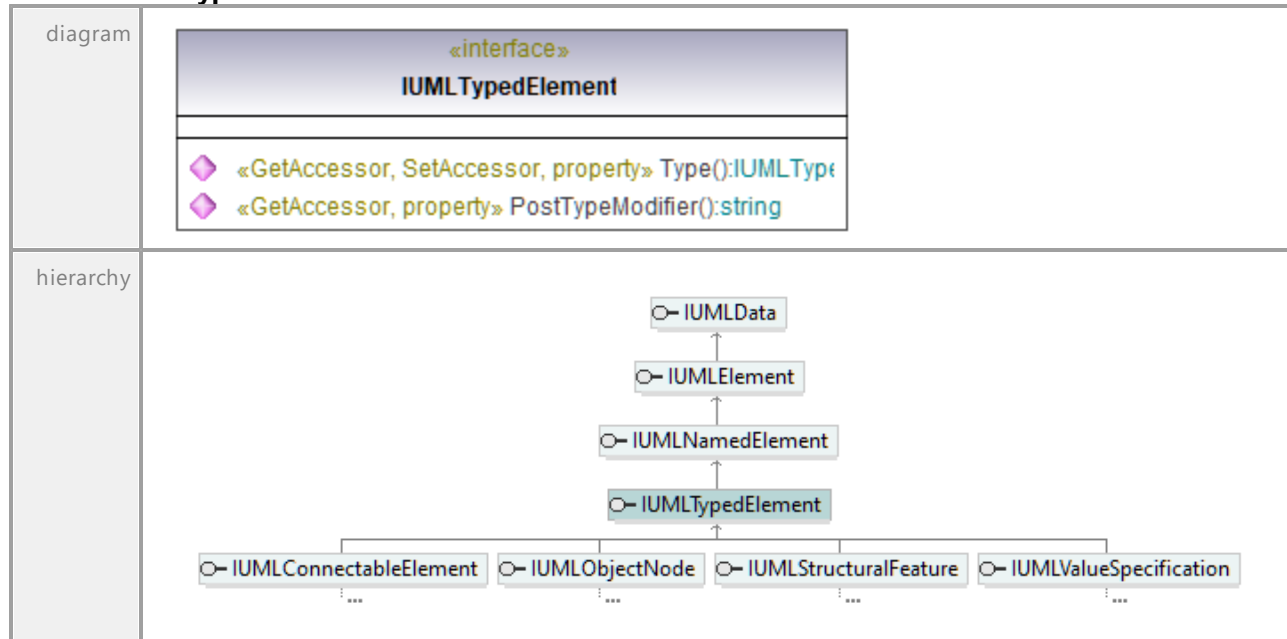 diagram
«interface»
IUMLTypedElement
«GetAccessor, SetAccessor, property» Type():IUMLType
«GetAccessor, property» PostTypeModifier():string
hierarchy
IUMLData
IUMLElement
IUMLNamedElement
IUMLTypedElement
IUMLConnectableElement IUMLObjectNode IUMLStructuralFeature IUMLValueSpecification
... ... ... ...